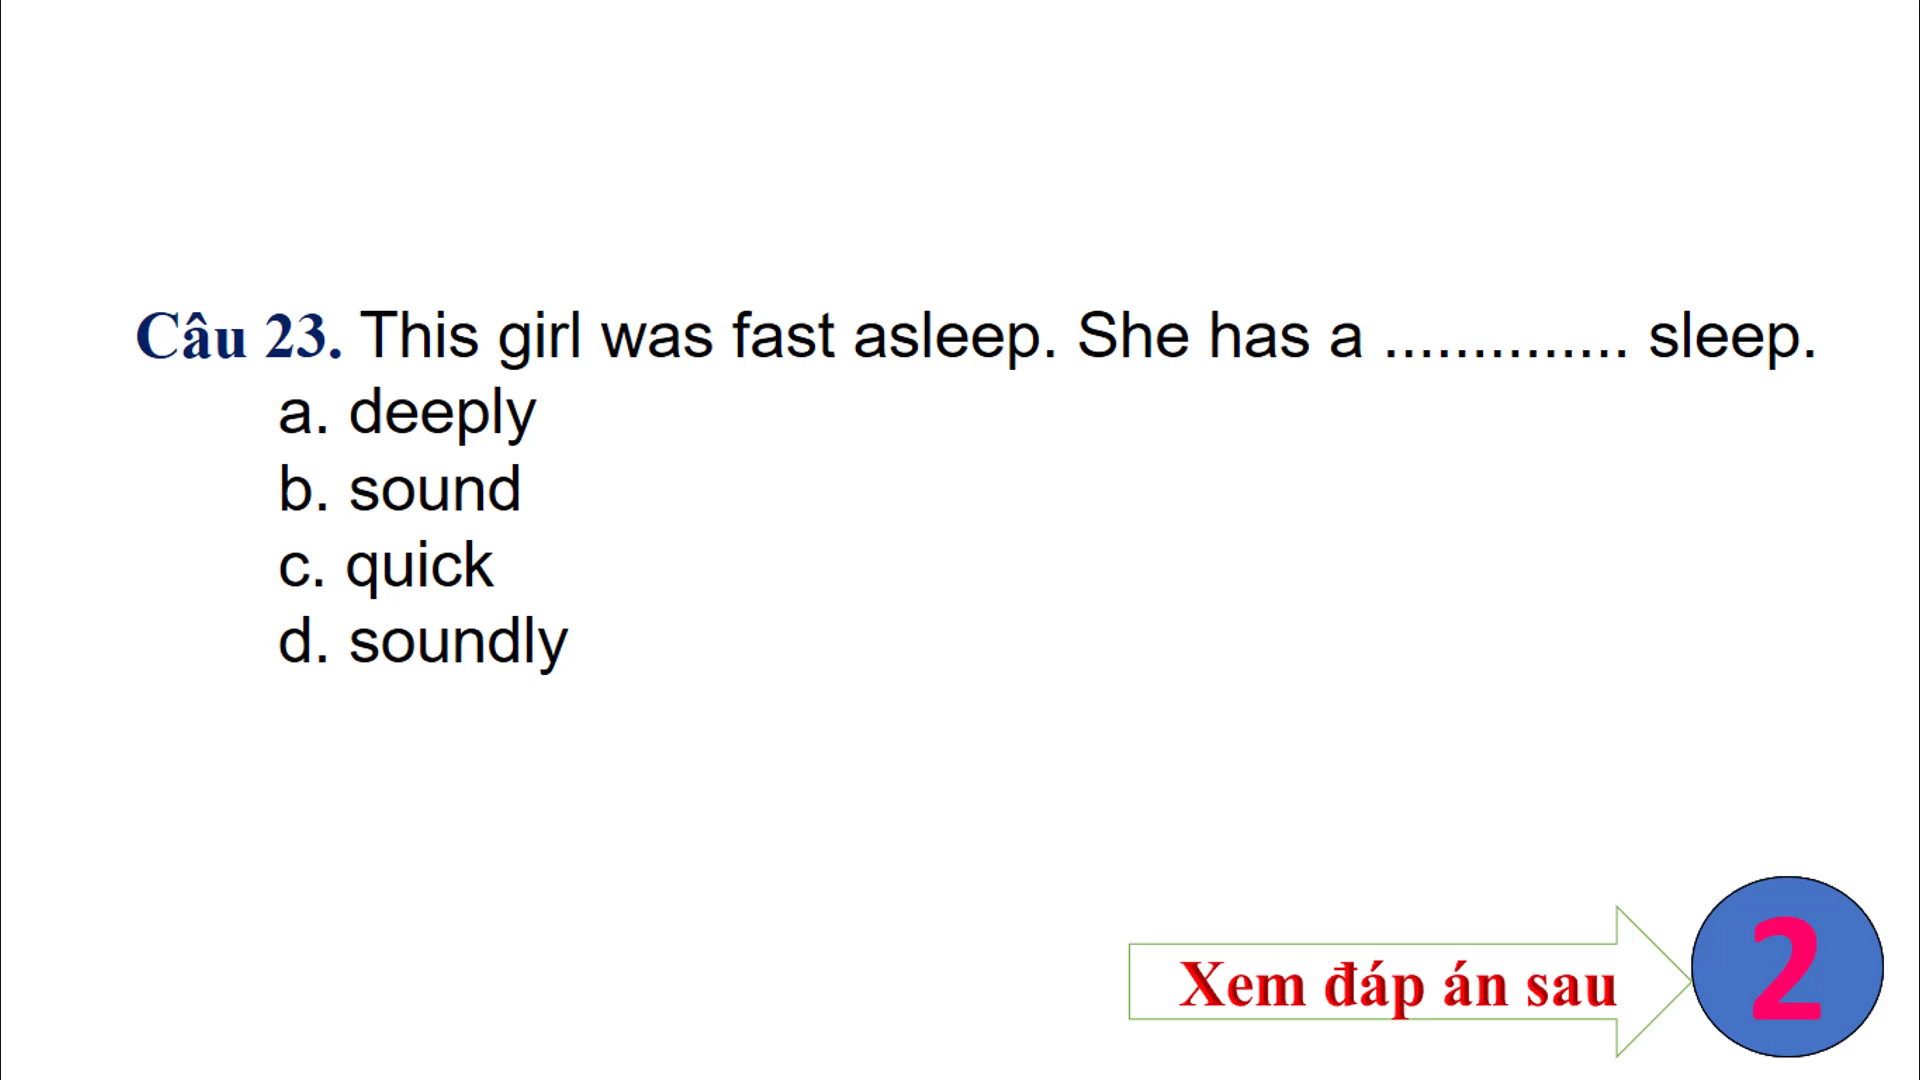 Câu 23. This girl was fast asleep. She has a .............. sleep.
a. deeply
b. sound
c. quick
d. soundly
Xem đáp án sau
2